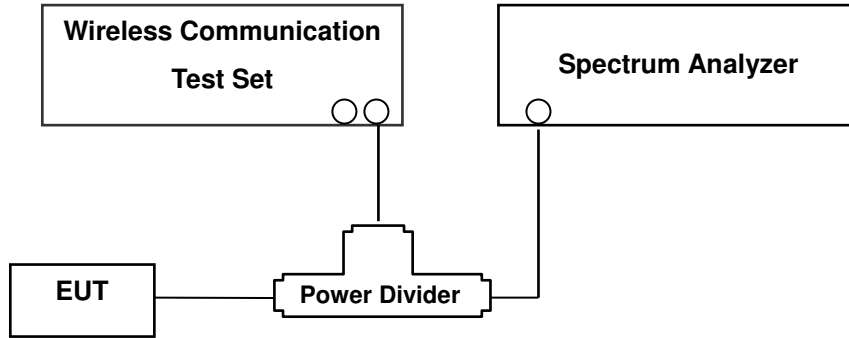 Wireless Communication
Test Set
Spectrum Analyzer
EUT
Power Divider